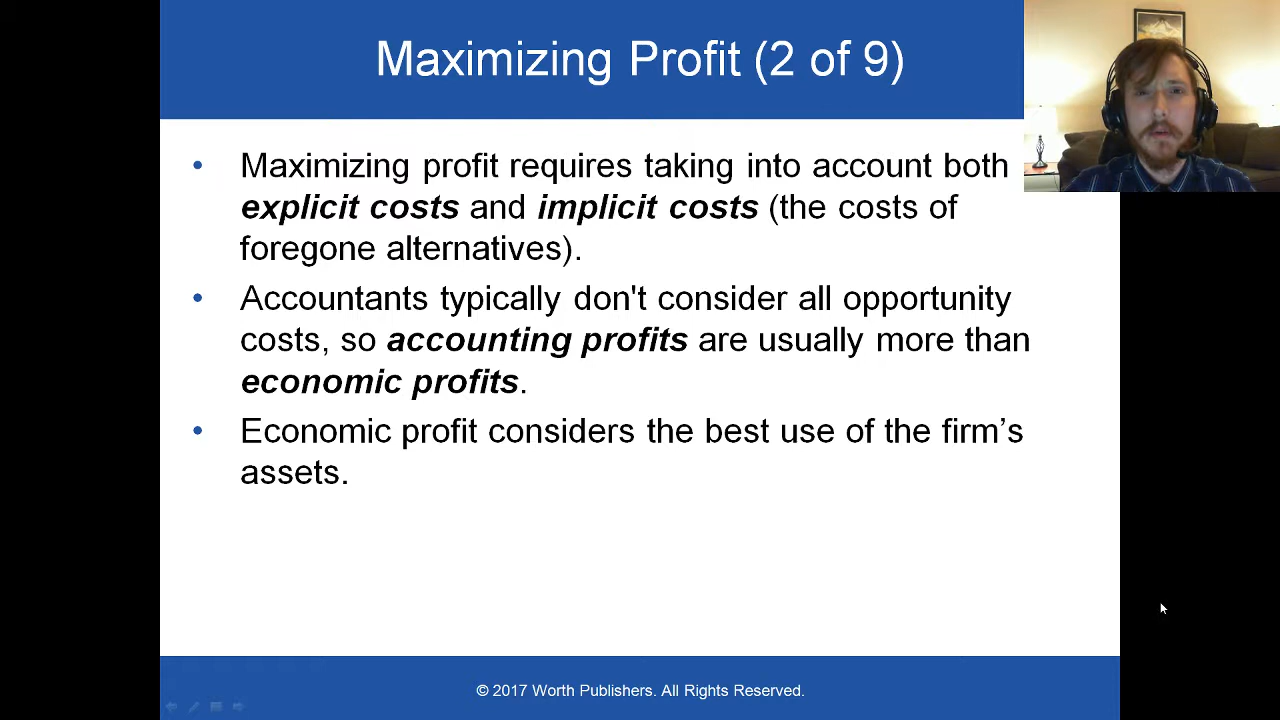 Maximizing Profit (2 of 9)
• Maximizing profit requires taking into account both
explicit costs and implicit costs (the costs of
foregone alternatives).
• Accountants typically don't consider all opportunity
costs, so accounting profits are usually more than
economic profits.
• Economic profit considers the best use of the firm’s
assets.
© 2017 Worth Publishers. All Rights Reserved.